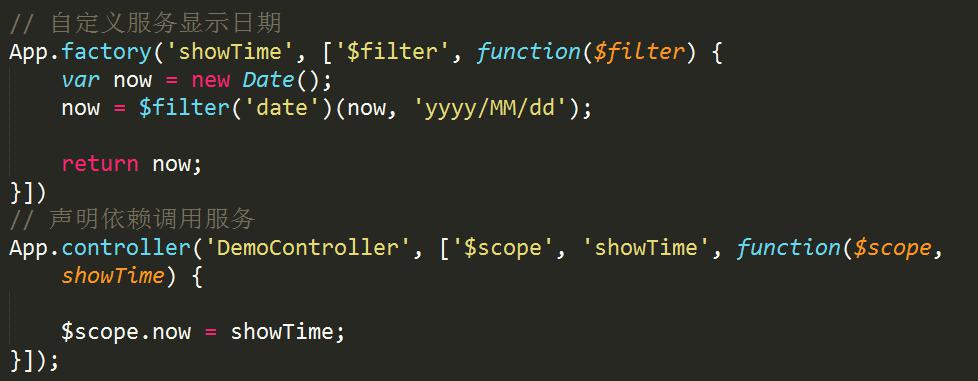 // 自定义服务显示日期
App.factory('showTime', ['$filter', function($filter) {
    var now = new Date();
    now = $filter('date')(now, 'yyyy/MM/dd');

    return now;
}])
// 声明依赖调用服务
App.controller('DemoController', ['$scope', 'showTime', function($scope,
    showTime) {

    $scope.now = showTime;
}]);